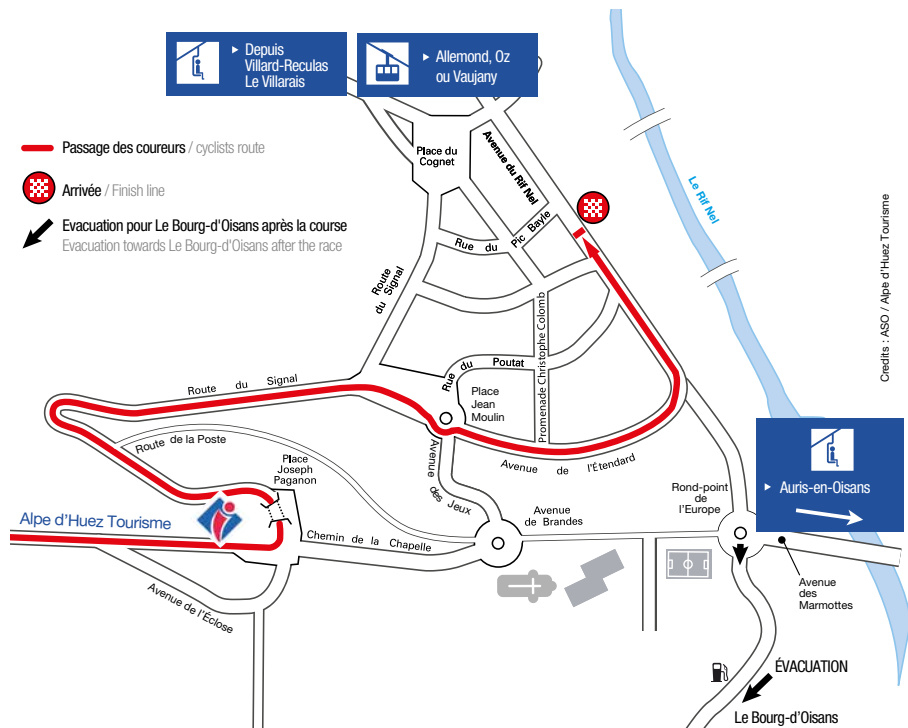 ► Depuis
Villard-Reculas
Le Villarais
► Allemond, Oz
ou Vaujany
Passage des coureurs / cyclists route
Arrivée / Finish line
Evacuation pour Le Bourg-d'Oisans après la course
Evacuation towards Le Bourg-d'Oisans after the race
Place du
Cognet
Avenue du Rif Nel
Le Rif Nel
Rue du Pic Bayle
Route
du Signal
Credits : ASO / Alpe d'Huez Tourisme
Promenade Christophe Colomb
Rue du Poutat
Route du Signal
Place
Jean
Moulin
Route de la Poste
Avenue de l'Étendard
Avenue des Jeux
Place
Joseph
Paganon
Rond-point
de
l'Europe
► Auris-en-Oisans
Alpe d'Huez Tourisme
Avenue
de Brandes
Chemin de la Chapelle
Avenue de l'Éclose
Avenue
des
Marmottes
ÉVACUATION
Le Bourg-d'Oisans